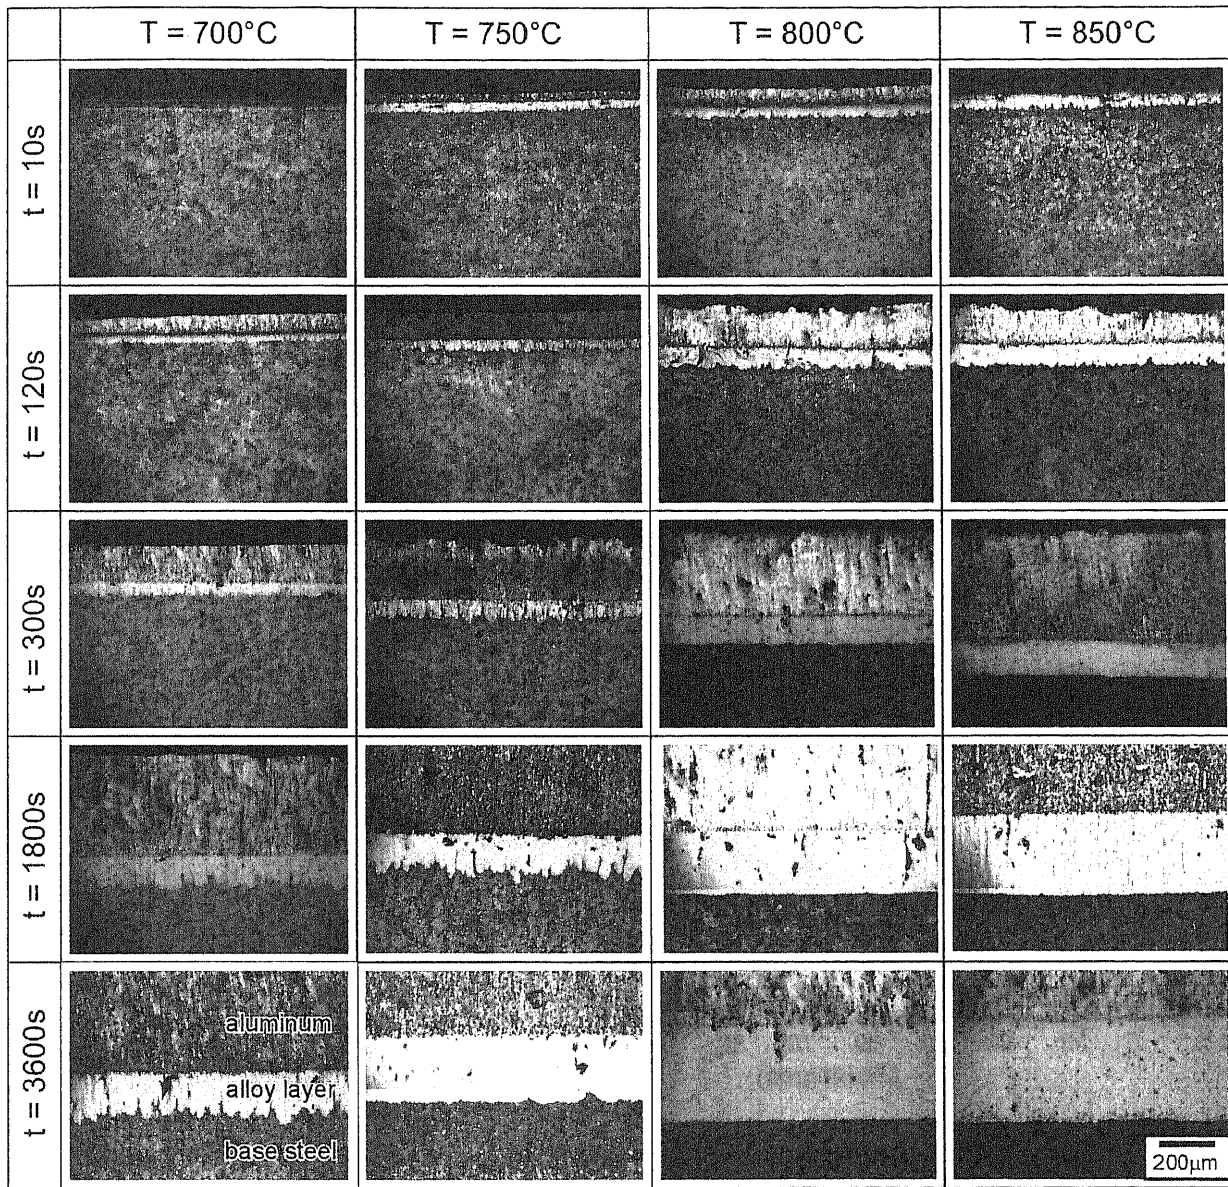 T = 700°C
T = 750°C
T = 800°C
T = 850°C
t = 10s
t = 120s
t = 300s
t = 1800s
t = 3600s
aluminum
alloy layer
base steel
200μm